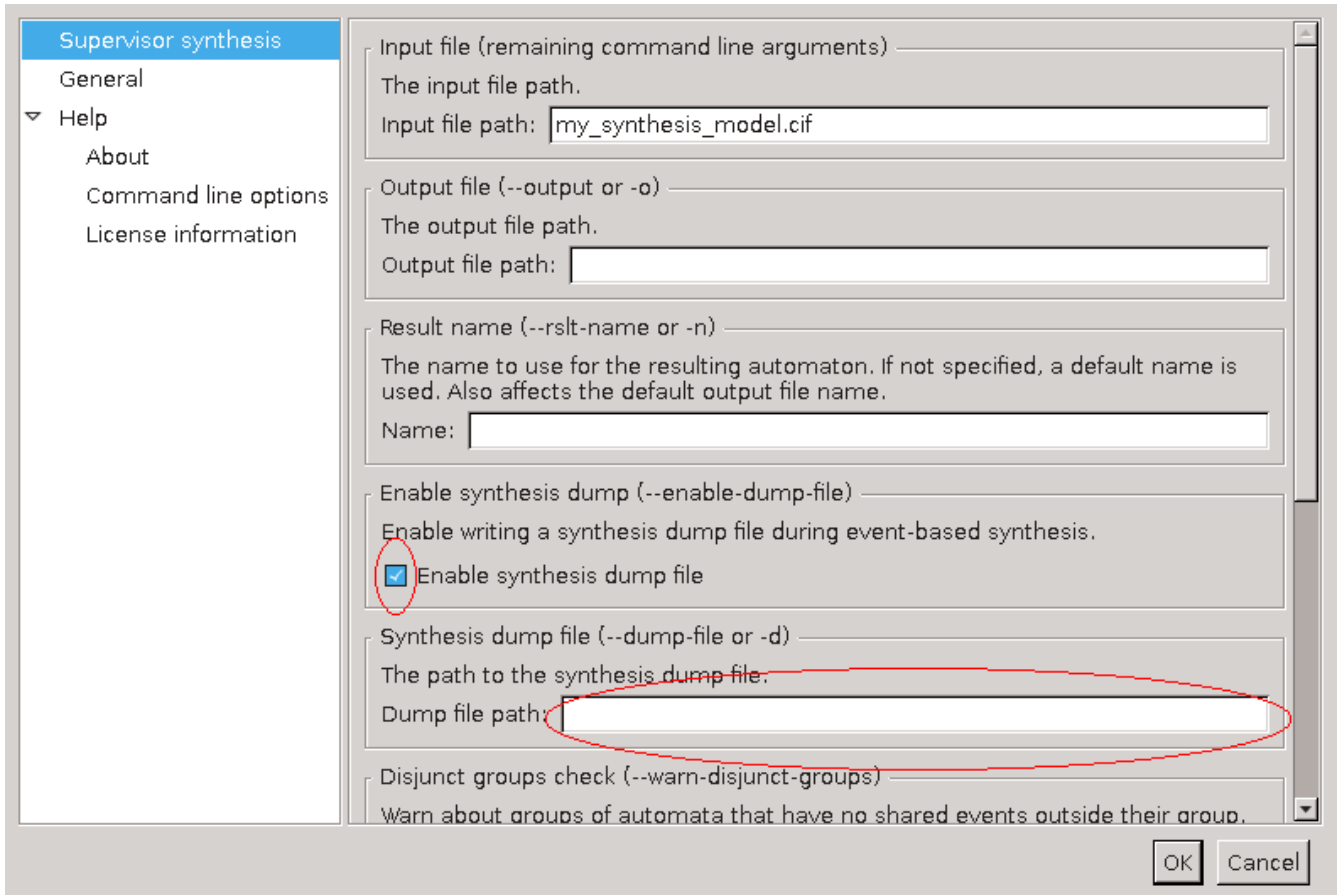 Supervisor synthesis
General
Help
About
Command line options
License information
Input file (remaining command line arguments)
The input file path.
Input file path: my_synthesis_model.cif
Output file (--output or -o)
The output file path.
Output file path:
Result name (--rslt-name or -n)
The name to use for the resulting automaton. If not specified, a default name is
used. Also affects the default output file name.
Name:
Enable synthesis dump (--enable-dump-file)
Enable writing a synthesis dump file during event-based synthesis.
Enable synthesis dump file
Synthesis dump file (--dump-file or -d)
The path to the synthesis dump file.
Dump file path:
Disjunct groups check (--warn-disjunct-groups)
Warn about groups of automata that have no shared events outside their group.
OK
Cancel